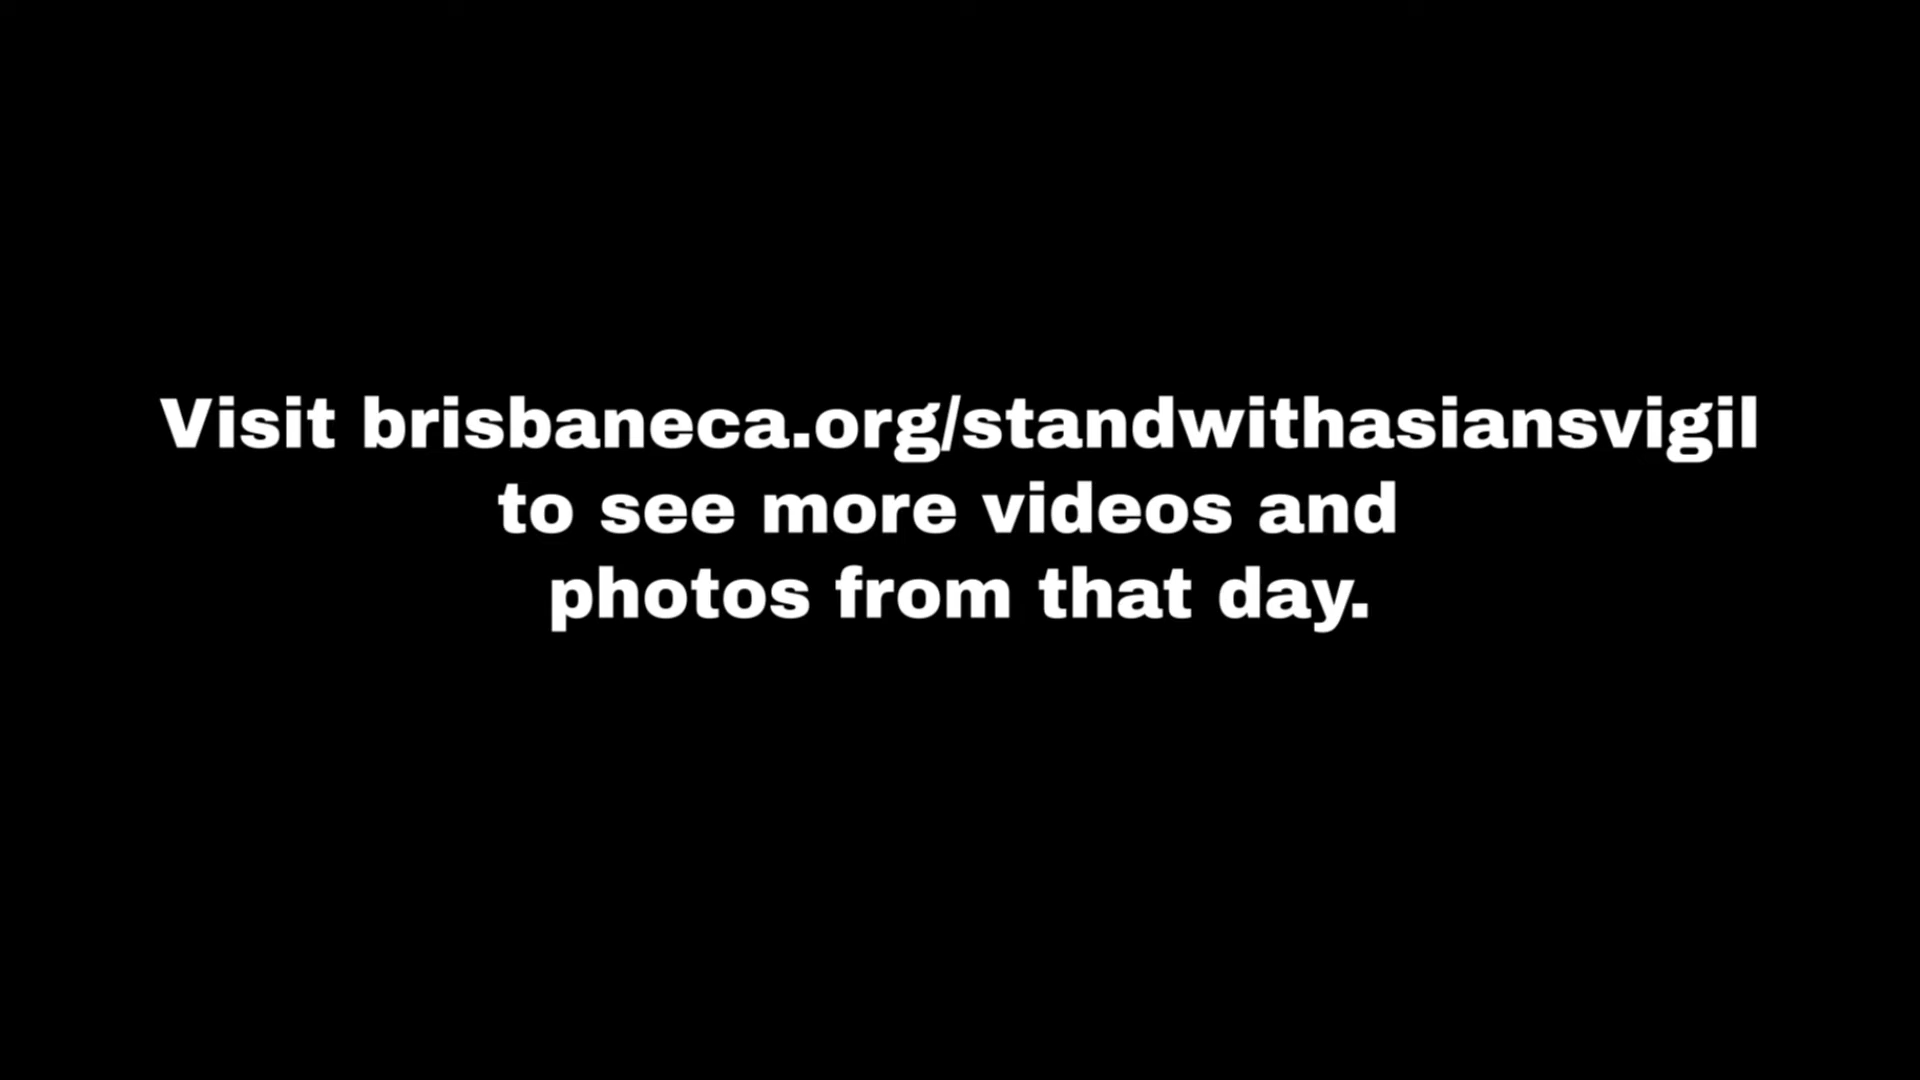 Visit brisbaneca.org/standwithasiansvigil
to see more videos and
photos from that day.